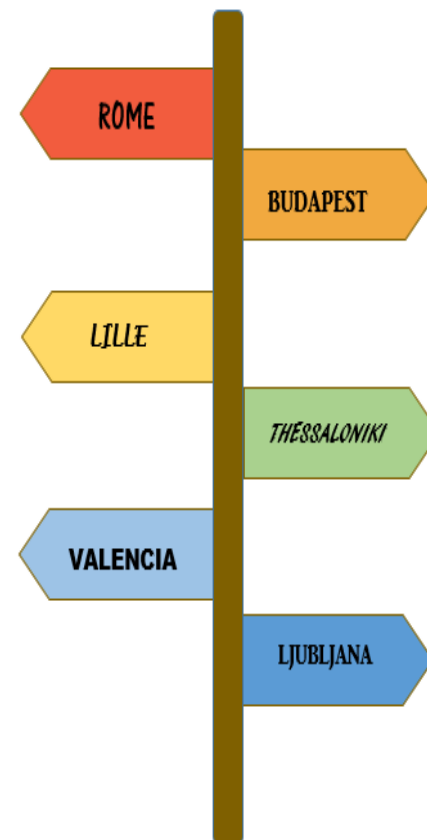 ROME
BUDAPEST
LILLE
THESSALONIKI
VALENCIA
LJUBLJANA